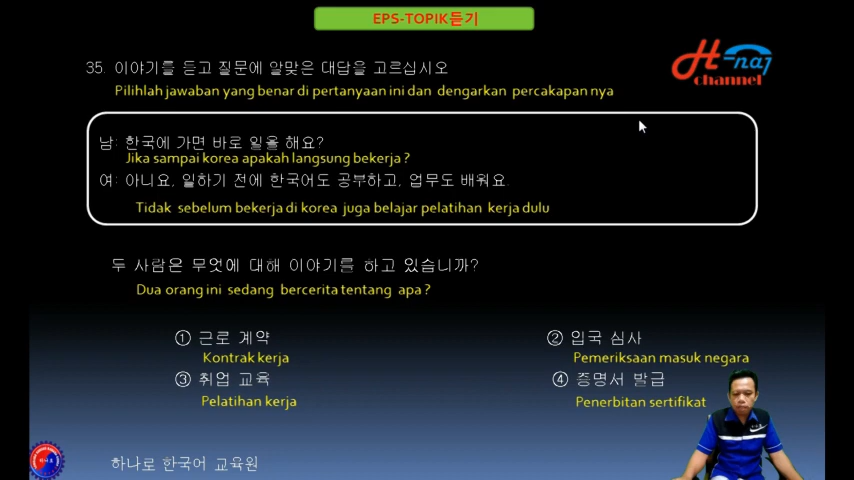 EPS-TOPIK듣기
H-naj
channel
35. 이야기를 듣고 질문에 알맞은 대답을 고르십시오
Pilihlah jawaban yang benar di pertanyaan ini dan dengarkan percakapan nya
남: 한국에 가면 바로 일을 해요?
Jika sampai korea apakah langsung bekerja ?
여: 아니요, 일하기 전에 한국어도 공부하고, 업무도 배워요.
Tidak sebelum bekerja di korea juga belajar pelatihan kerja dulu
두 사람은 무엇에 대해 이야기를 하고 있습니까?
Dua orang ini sedang bercerita tentang apa ?
① 근로 계약
Kontrak kerja
② 입국 심사
Pemeriksaan masuk negara
③ 취업 교육
Pelatihan kerja
④ 증명서 발급
Penerbitan sertifikat
하나로 한국어 교육원